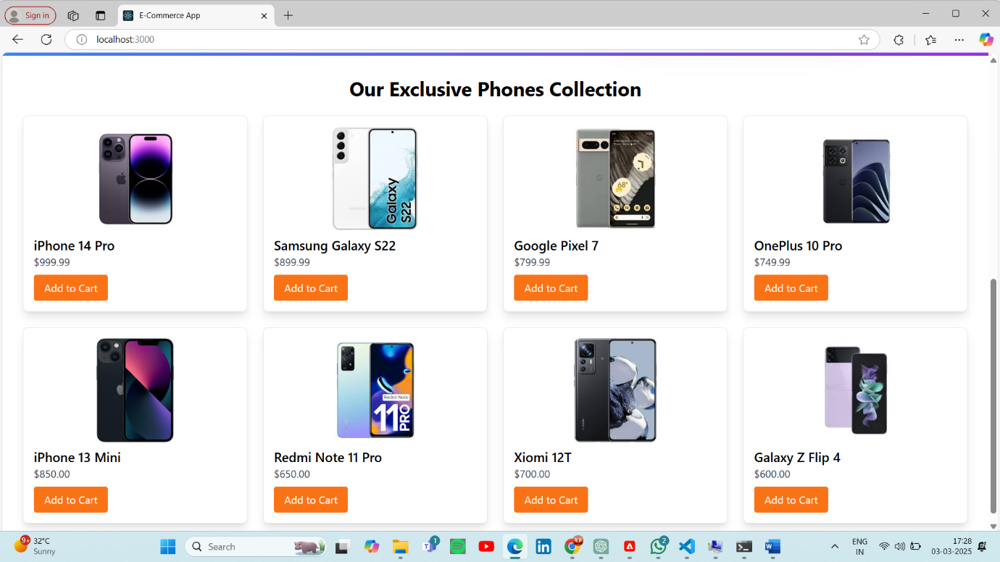 Sign in
E-Commerce App
localhost:3000
Our Exclusive Phones Collection
Galaxy S22
68°
iPhone 14 Pro
Samsung Galaxy S22
Google Pixel 7
OnePlus 10 Pro
$999.99
$899.99
$799.99
$749.99
Add to Cart
Add to Cart
Add to Cart
Add to Cart
Redmi Note
11 PRO
iPhone 13 Mini
Redmi Note 11 Pro
Xiomi 12T
Galaxy Z Flip 4
$850.00
$650.00
$700.00
$600.00
Add to Cart
Add to Cart
Add to Cart
Add to Cart
9+
32°C
Sunny
Search
1
2
ENG
IN
17:28
03-03-2025